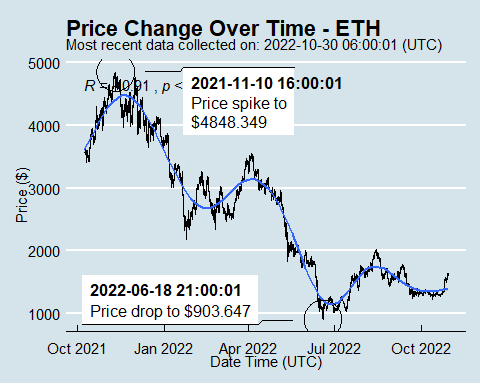 Price Change Over Time - ETH
Most recent data collected on: 2022-10-30 06:00:01 (UTC)
5000
4000
3000
2000
1000
Price ($)
R =
.91 , p <
2021-11-10 16:00:01
Price spike to
$4848.349
2022-06-18 21:00:01
Price drop to $903.647
Oct 2021
Jan 2022
Apr 2022
Jul 2022
Oct 2022
Date Time (UTC)